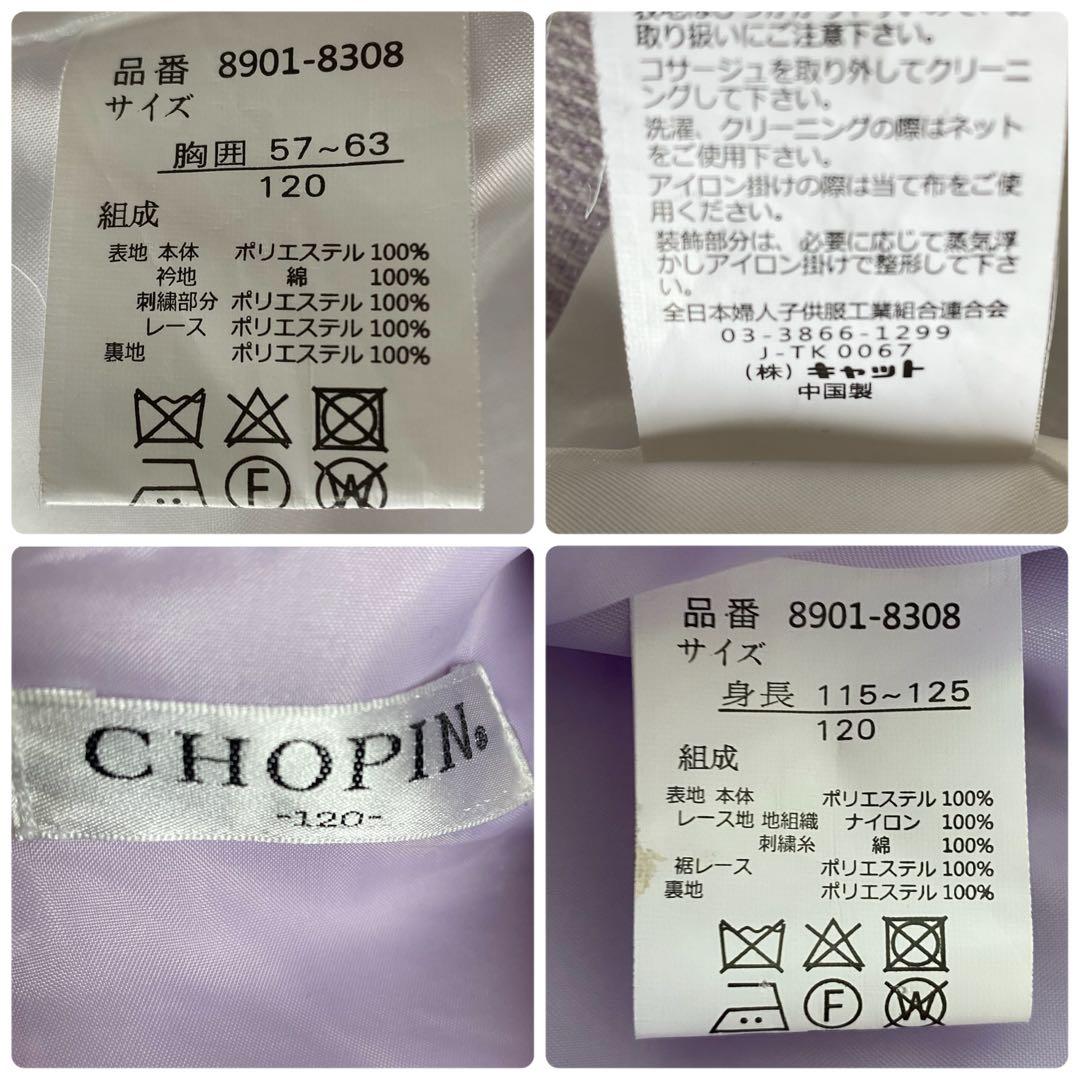 品番 8901-8308
サイズ
胸囲 57~63
120
組成
表地 本体 ポリエステル 100%
衿地 綿 100%
刺繍部分 ポリエステル 100%
レース ポリエステル 100%
裏地 ポリエステル 100%
F
W
取り扱いにご注意下さい。
コサージュを取り外してクリーニ
ングして下さい。
洗濯、クリーニングの際はネット
をご使用下さい。
アイロン掛けの際は当て布をご使
用ください。
装飾部分は、必要に応じて蒸気浮
かしアイロン掛けで整形して下さ
い。
全日本婦人子供服工業組合連合会
03-3866-1299
J-TK0067
(株) キャット
中国製
CHOPIN®
-120-
品番 8901-8308
サイズ
身長 115~125
120
組成
表地 本体 ポリエステル 100%
レース地 地組織 ナイロン 100%
刺繍糸 綿 100%
裾レース ポリエステル 100%
裏地 ポリエステル 100%
F
W